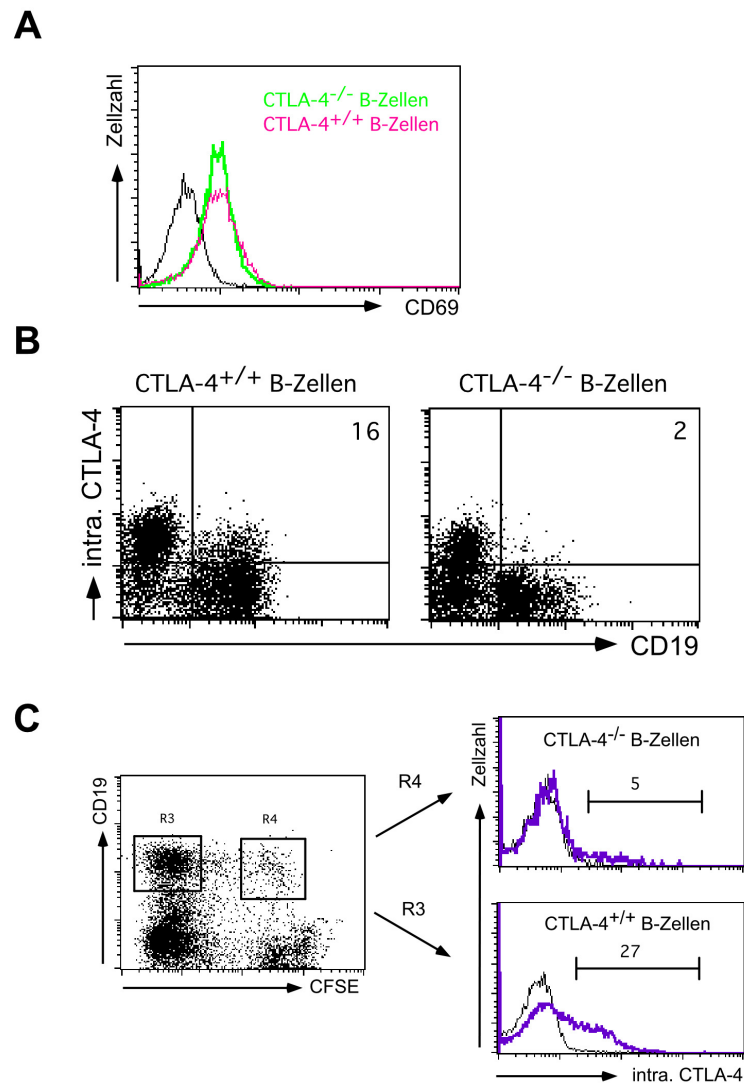 A
Zellzahl
CTLA-4-/- B-Zellen
CTLA-4+/+ B-Zellen
CD69
B
CTLA-4+/+ B-Zellen
CTLA-4-/- B-Zellen
intra. CTLA-4
16
2
CD19
C
CD19
R3
R4
CFSE
R4
R3
Zellzahl
CTLA-4-/- B-Zellen
5
CTLA-4+/+ B-Zellen
27
intra. CTLA-4